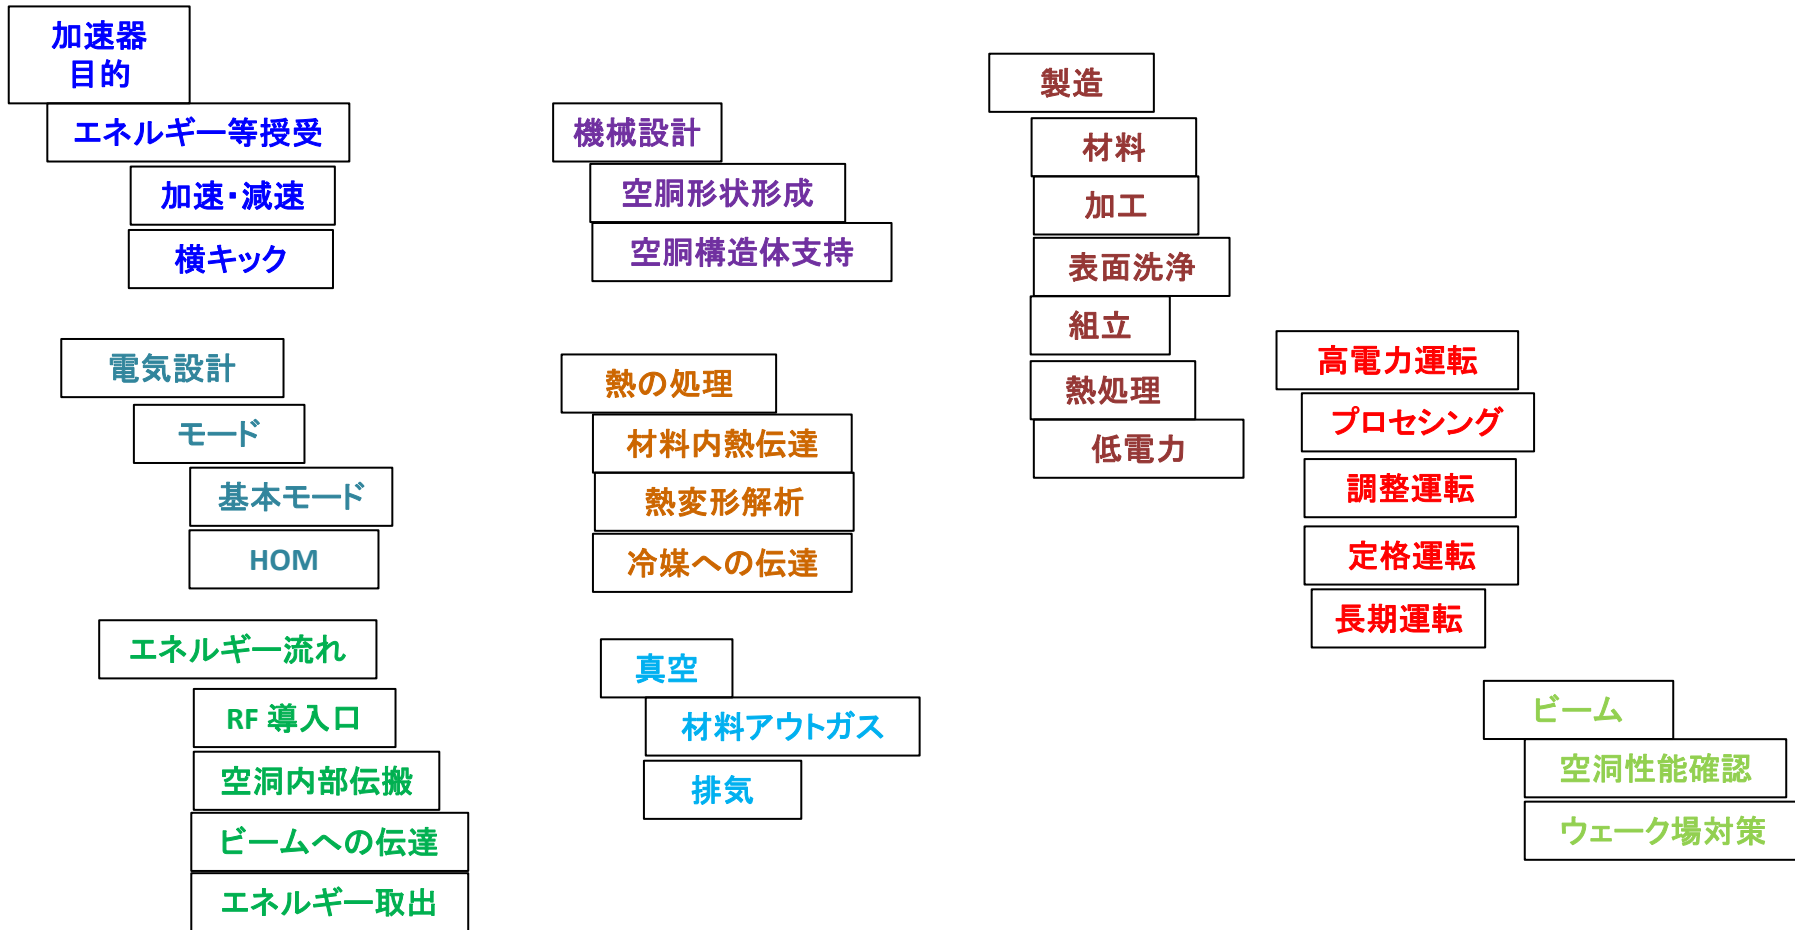 加速器
目的
エネルギー等授受
加速・減速
横キック
電気設計
モード
基本モード
HOM
エネルギー流れ
RF 導入口
空洞内部伝搬
ビームへの伝達
エネルギー取出
機械設計
空胴形状形成
空胴構造体支持
熱の処理
材料内熱伝達
熱変形解析
冷媒への伝達
真空
材料アウトガス
排気
製造
材料
加工
表面洗浄
組立
熱処理
低電力
高電力運転
プロセシング
調整運転
定格運転
長期運転
ビーム
空洞性能確認
ウェーク場対策